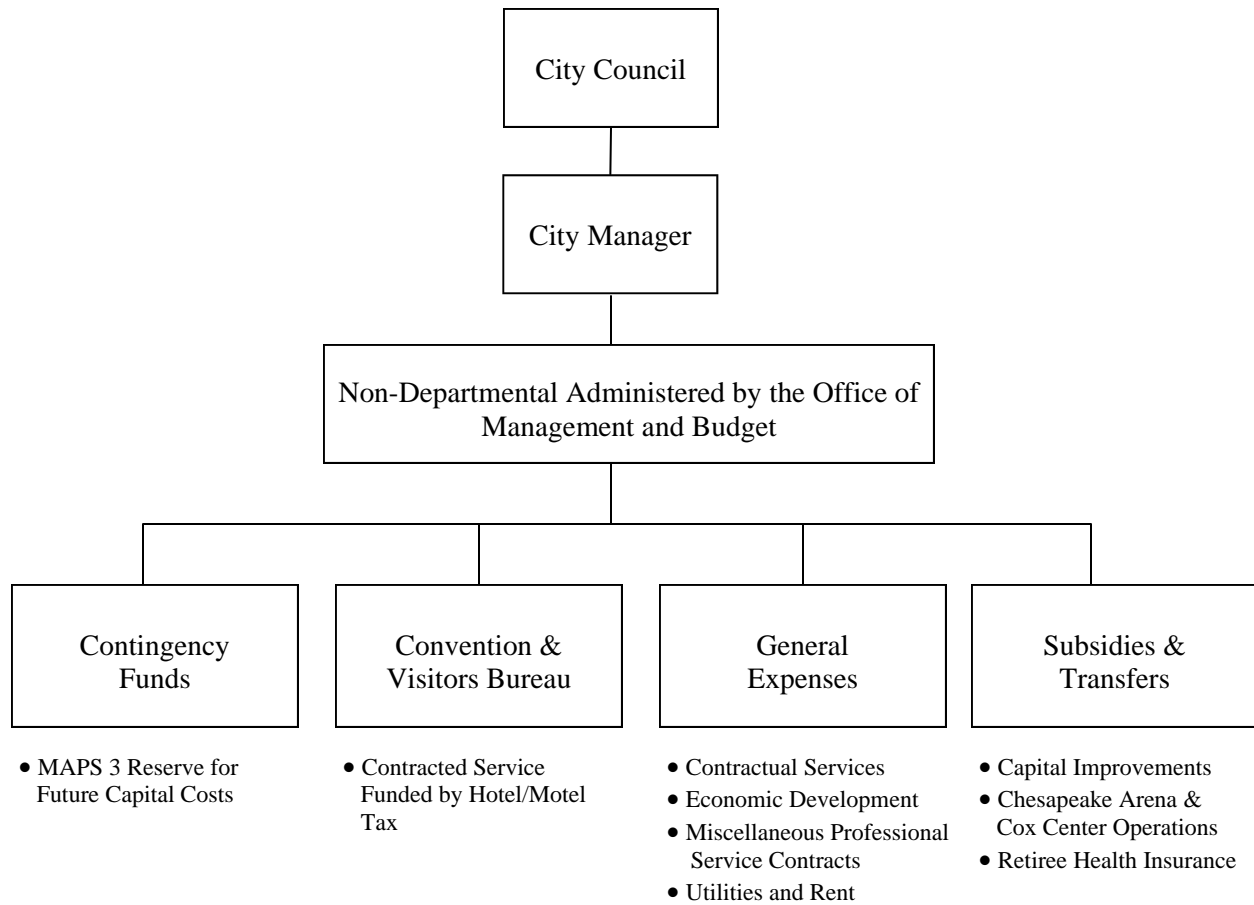 City Council
City Manager
Non-Departmental Administered by the Office of
Management and Budget
Contingency
Funds
Convention &
Visitors Bureau
General
Expenses
Subsidies &
Transfers
• MAPS 3 Reserve for
Future Capital Costs
• Contracted Service
Funded by Hotel/Motel
Tax
• Contractual Services
• Economic Development
• Miscellaneous Professional
Service Contracts
• Utilities and Rent
• Capital Improvements
• Chesapeake Arena &
Cox Center Operations
• Retiree Health Insurance